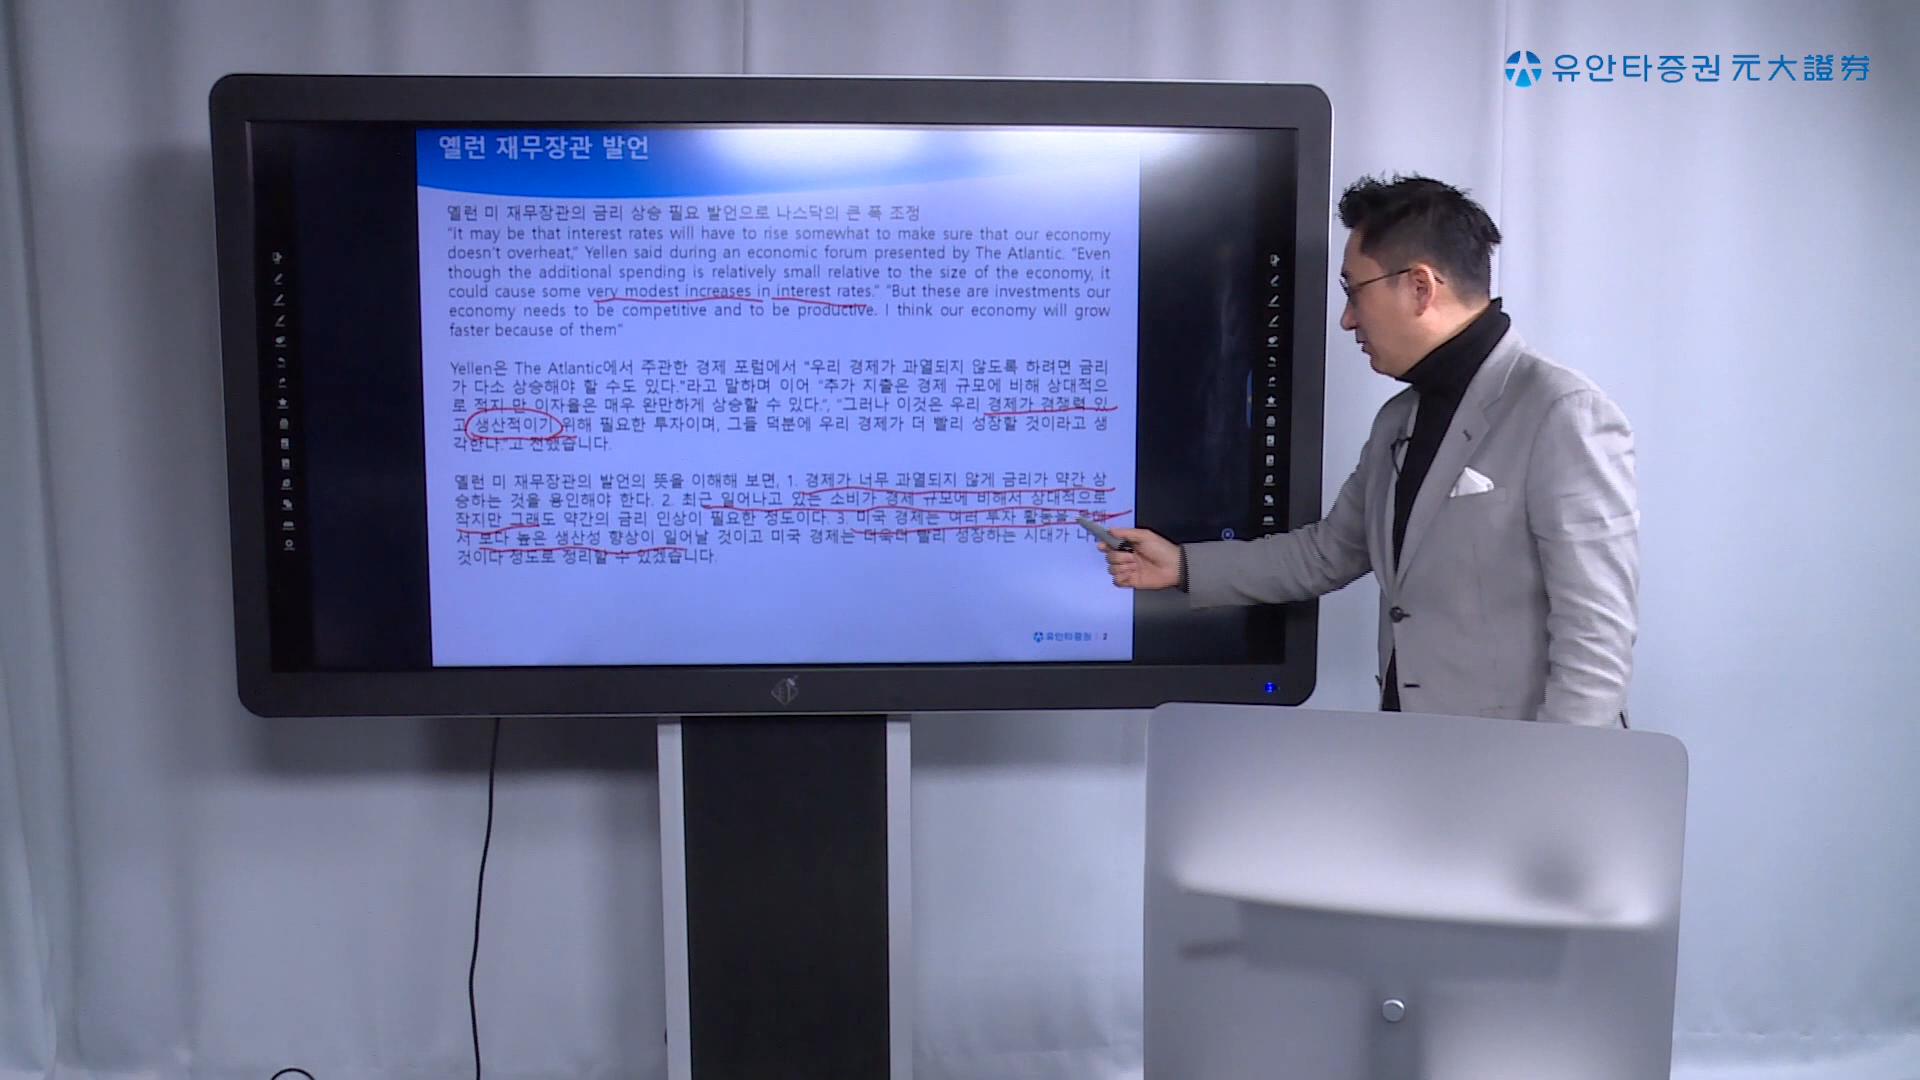 유안타증권 元大證券
옐런 재무장관 발언
옐런 미 재무장관의 금리 상승 필요 발언으로 나스닥의 큰 폭 조정
"it may be that interest rates will have to rise somewhat to make sure that our economy
doesn't overheat," Yellen said during an economic forum presented by The Atlantic. "Even
though the additional spending is relatively small relative to the size of the economy, it
could cause some very modest increases in interest rates." "But these are investments our
economy needs to be competitive and to be productive. I think our economy will grow
faster because of them"
Yellen은 The Atlantic에서 주관한 경제 포럼에서 "우리 경제가 과열되지 않도록 하려면 금리
가 다소 상승해야 할 수도 있다."라고 말하며 이어 "추가 지출은 경제 규모에 비해 상대적으
로 적지 만 이자율은 매우 완만하게 상승할 수 있다.", "그러나 이것은 우리 경제가 경쟁력 있
고 생산적이기 위해 필요한 투자이며, 그들 덕분에 우리 경제가 더 빨리 성장할 것이라고 생
각한다."고 전했습니다.
옐런 미 재무장관의 발언의 뜻을 이해해 보면, 1. 경제가 너무 과열되지 않게 금리가 약간 상
승하는 것을 용인해야 한다. 2. 최근 일어나고 있는 소비가 경제 규모에 비해서 상대적으로
작지만 그래도 약간의 금리 인상이 필요한 정도이다. 3. 미국 경제는 여러 투자 활동을
서 보다 높은 생산성 향상이 일어날 것이고 미국 경제는 더욱더 빨리 성장하는 시대가
것이다 정도로 정리할 수 있겠습니다.
유안타증권 | 2